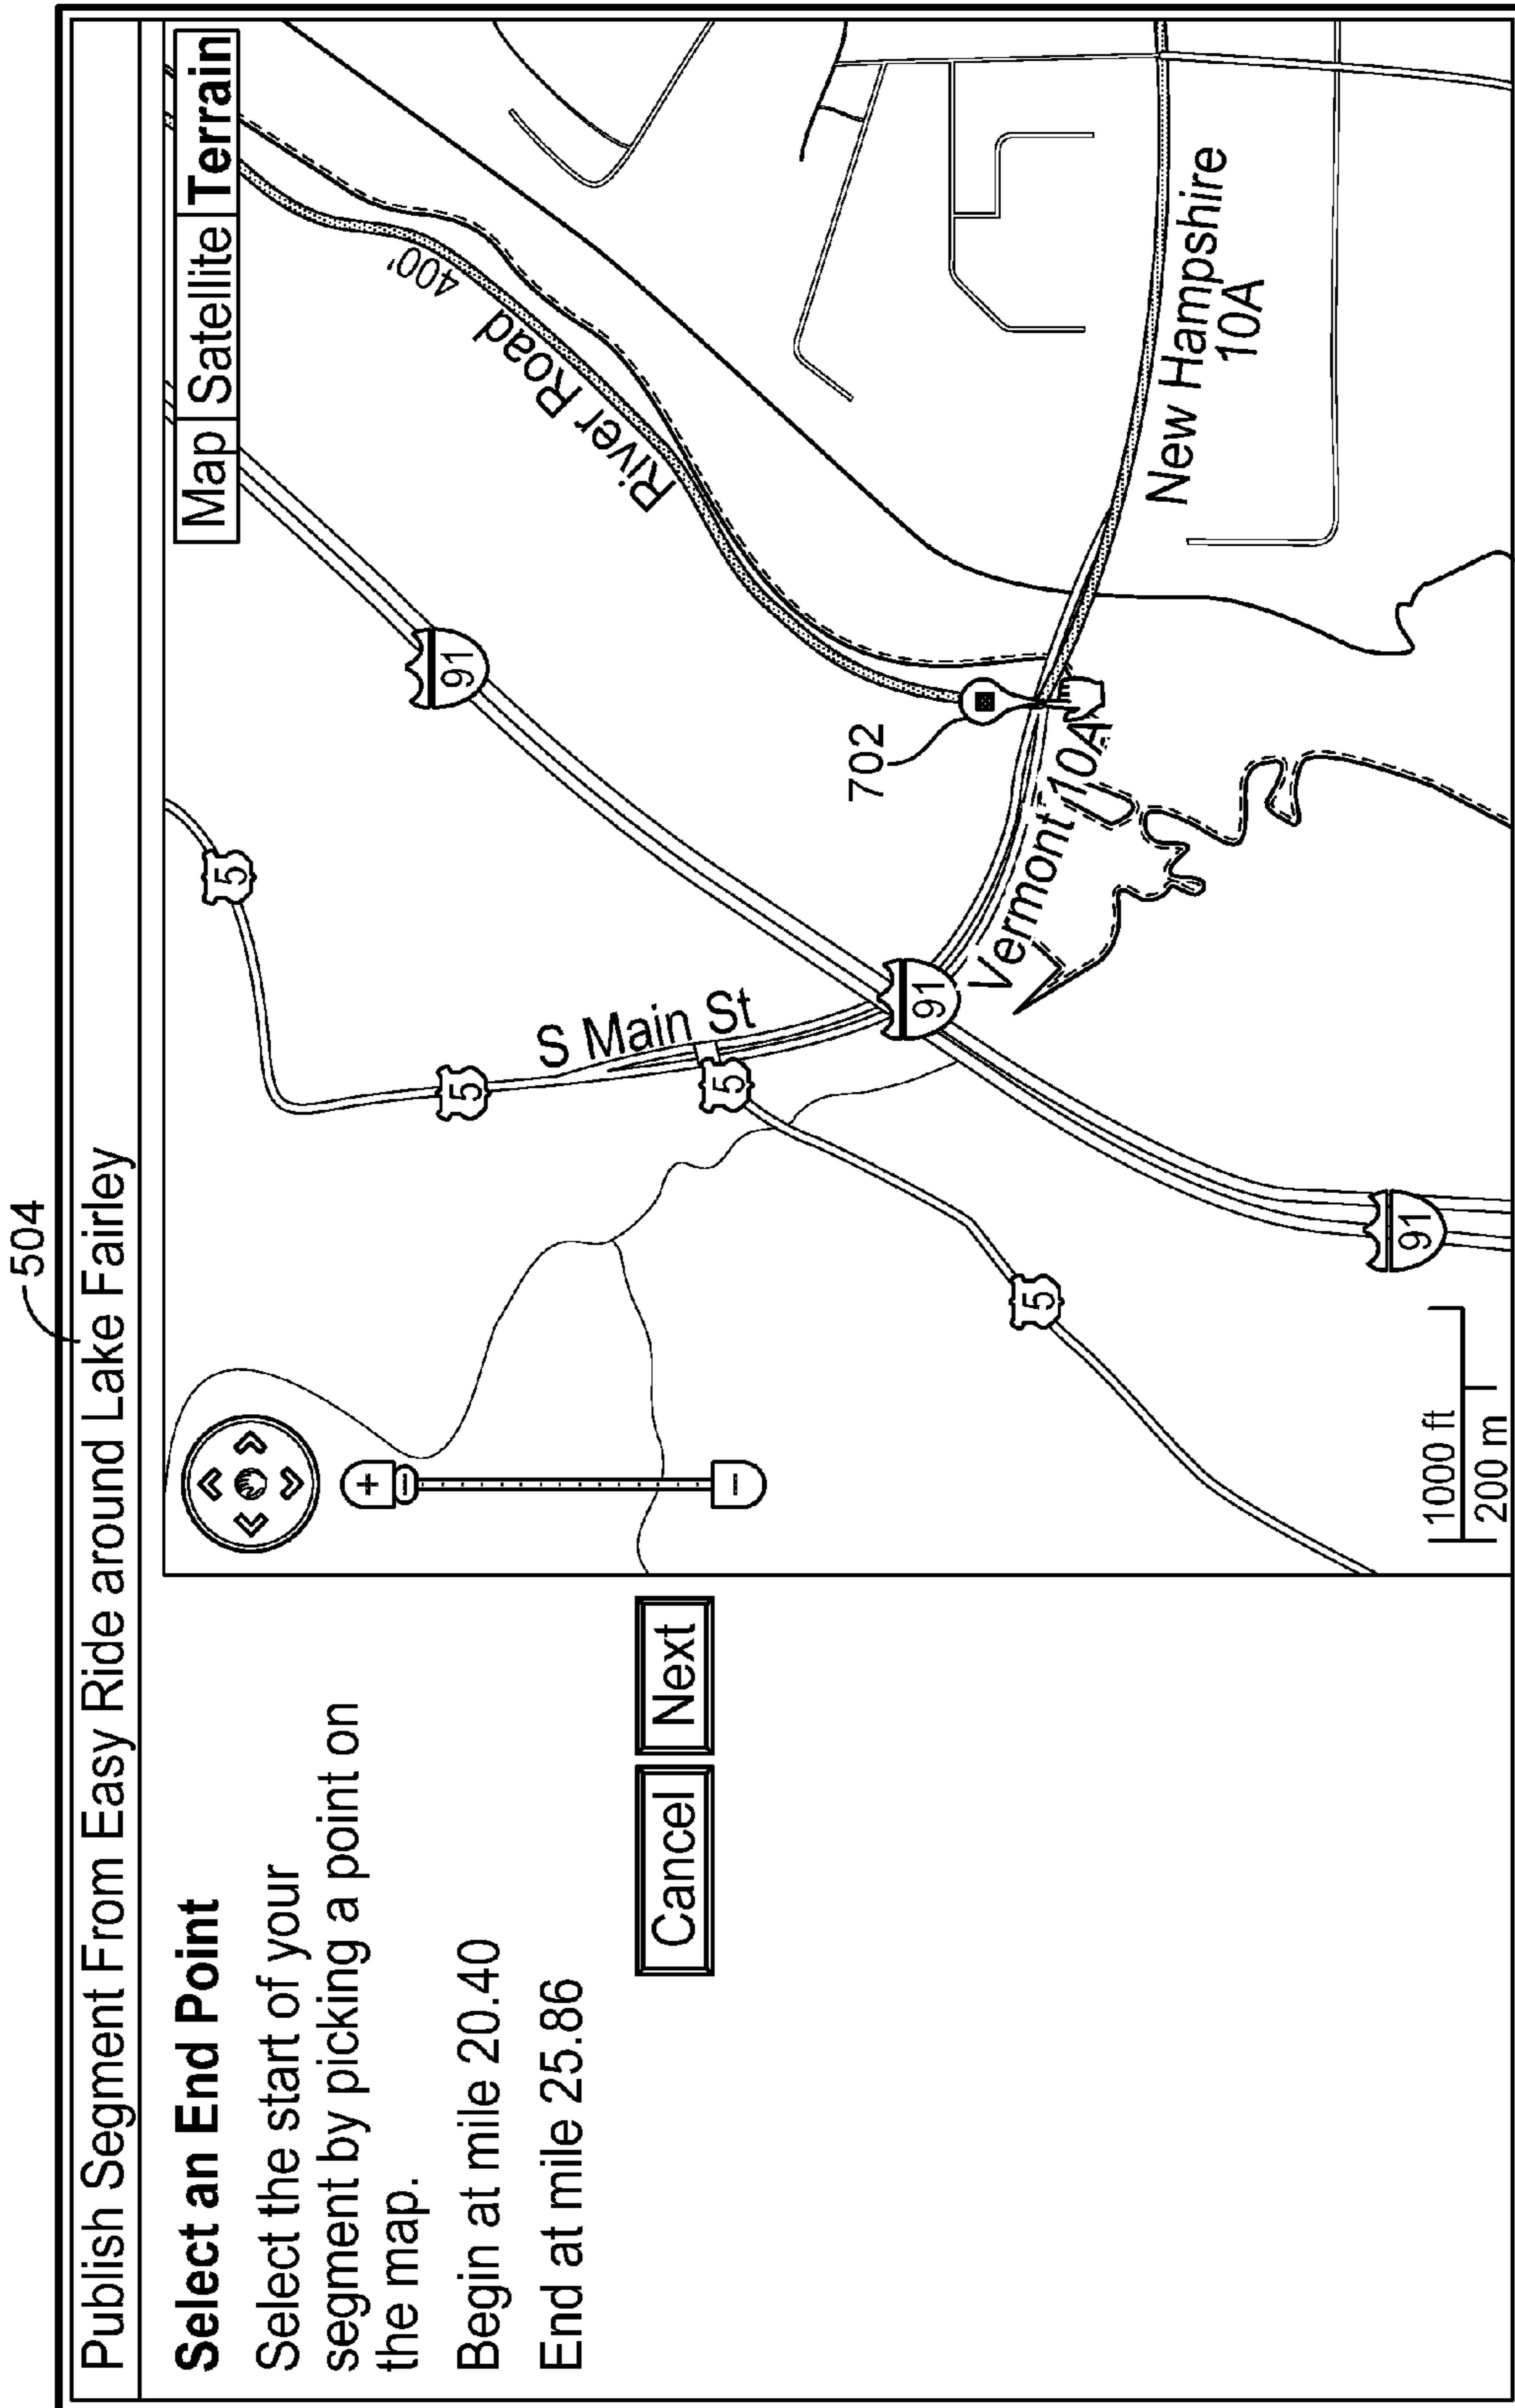 504
Publish Segment From Easy Ride around Lake Fairley
Select an End Point
Select the start of your
segment by picking a point on
the map.
Begin at mile 20.40
End at mile 25.86
Cancel
Next
Map
Satellite
Terrain
+
−
5
5
5
5
S Main St
91
91
91
River Road
400'
702
Vermont 10A
New Hampshire
10A
1000 ft
200 m